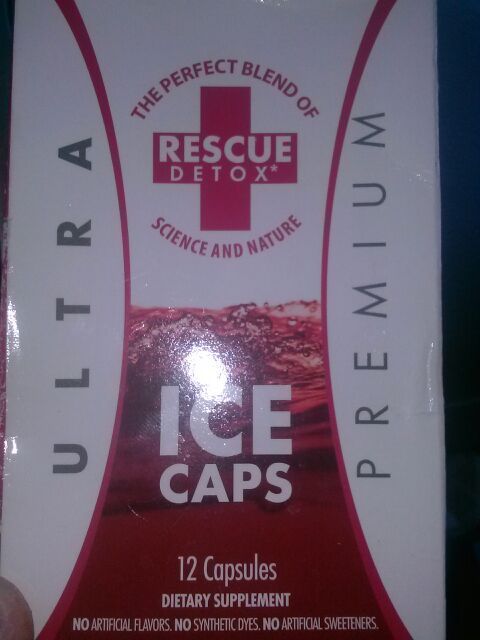 THE PERFECT BLEND OF
RESCUE
DETOX*
SCIENCE AND NATURE
ULTRA
PREMIUM
ICE
CAPS
12 Capsules
DIETARY SUPPLEMENT
NO ARTIFICIAL FLAVORS. NO SYNTHETIC DYES. NO ARTIFICIAL SWEETENERS.